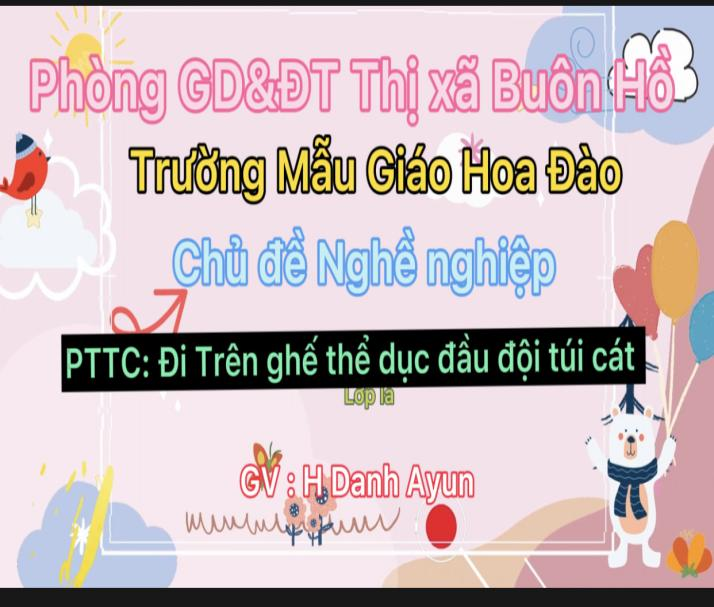 Phòng GD&ĐT Thị xã Buôn Hồ
Trường Mẫu Giáo Hoa Đào
Chủ đề Nghề nghiệp
PTTC: Đi Trên ghế thể dục đầu đội túi cát
Lớp lá
GV : H Danh Ayun